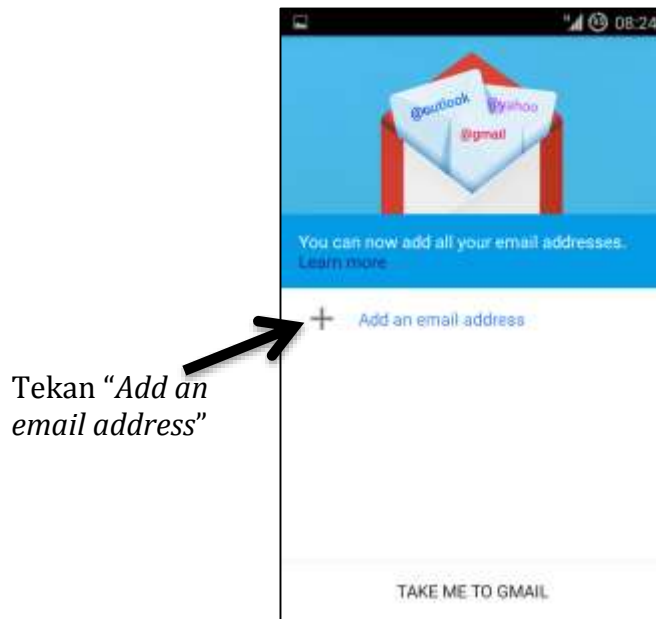 08:24
@outlook
@yahoo
@gmail
You can now add all your email addresses.
Learn more
+ Add an email address
Tekan “Add an
email address”
TAKE ME TO GMAIL